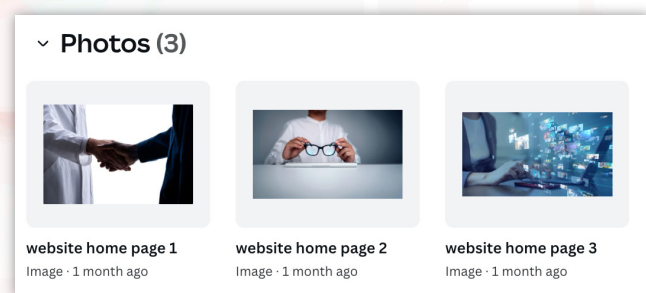 Photos (3)
website home page 1
Image · 1 month ago
website home page 2
Image · 1 month ago
website home page 3
Image · 1 month ago